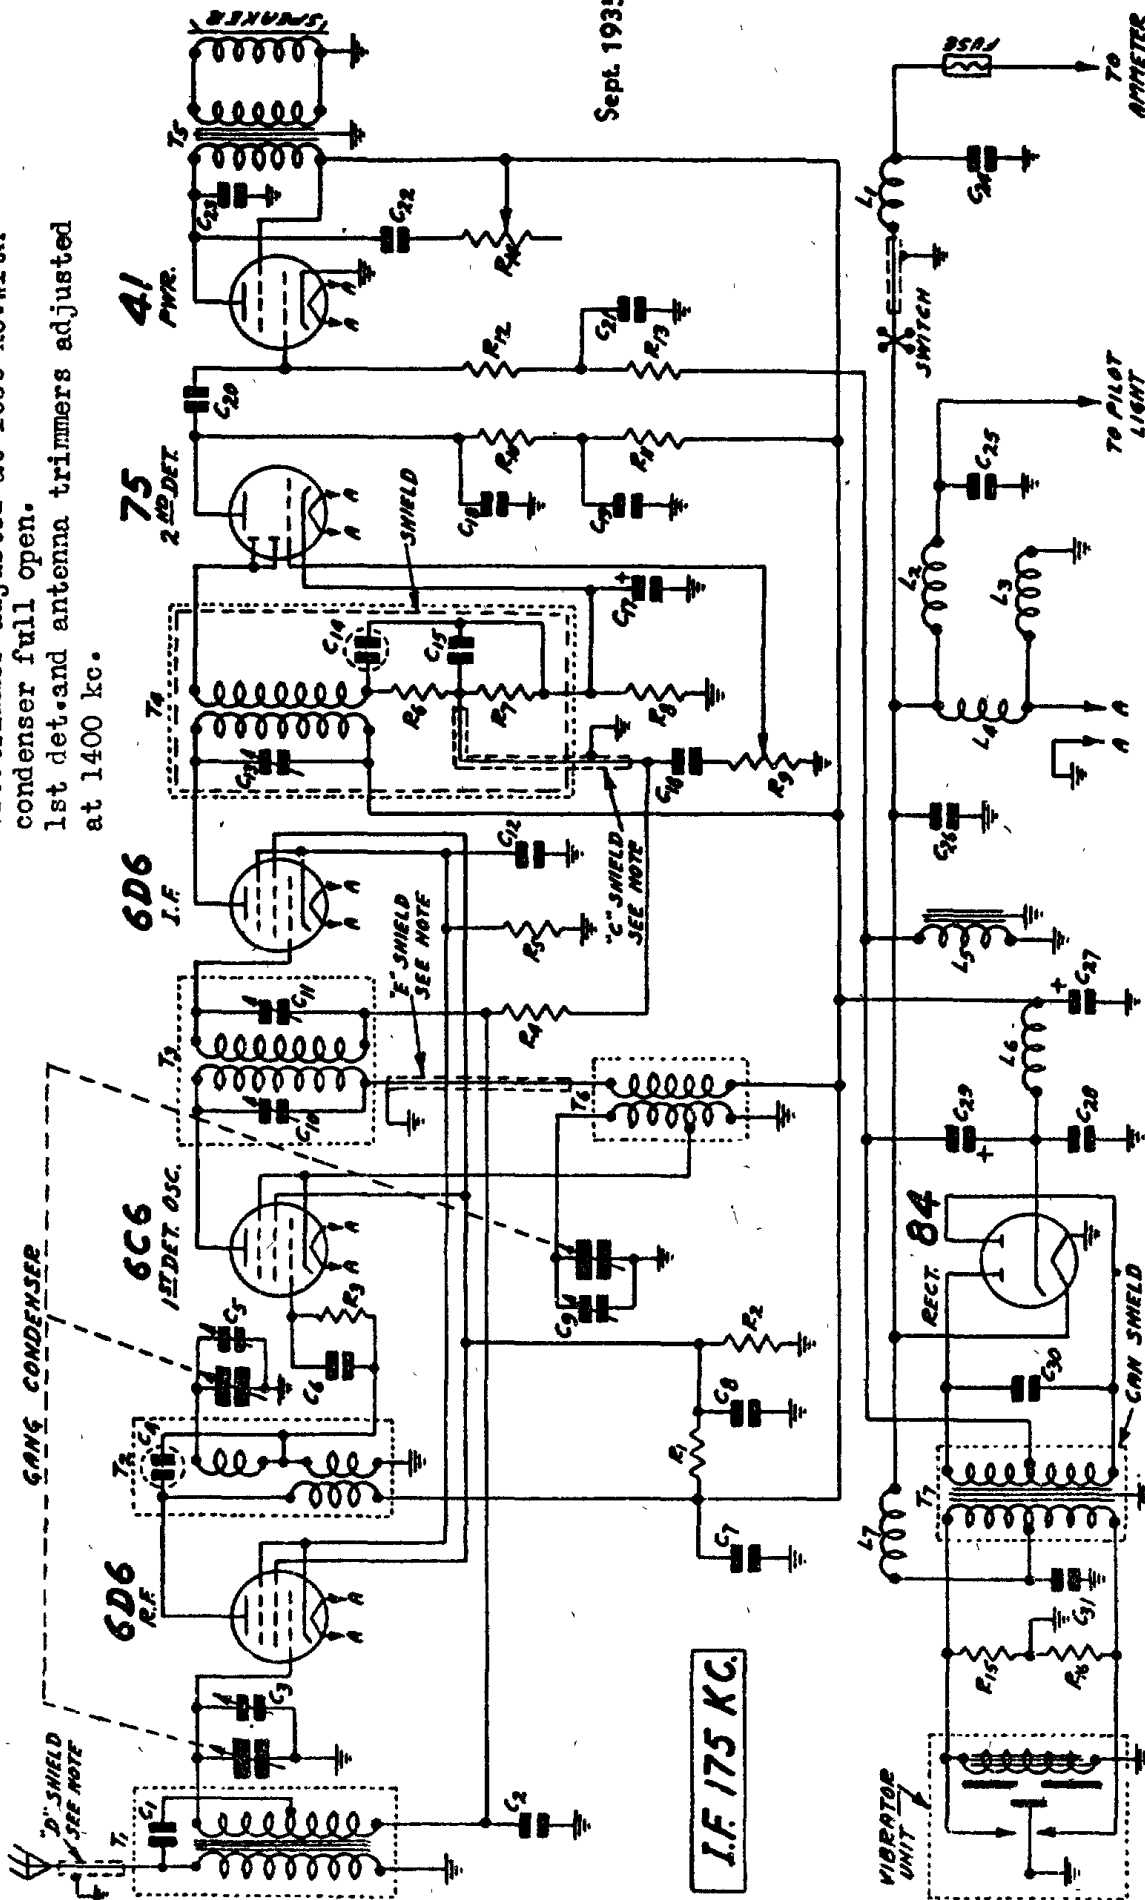 condenser full open.
1st det.and antenna trimmers adjusted
at 1400 kc.
Sept. 1935
GANG CONDENSER
"D" SHIELD
SEE NOTE
T1
C1
C2
C3
6D6
R.F.
T2
C4
C5
C6
R3
6C6
1ST DET. OSC.
T3
C10
C11
6D6
I.F.
T4
C13
C14
C15
R6
R7
SHIELD
75
2ND DET.
C20
41
PWR.
C23
T5
SPEAKER
C22
R14
R12
C21
R13
C18
R10
C19
R11
C17
R8
C16
R9
"C" SHIELD
SEE NOTE
C12
R5
R4
"E" SHIELD
SEE NOTE
T6
C9
R2
C8
R1
C7
A A
A A
A A
A A
A A
I.F. 175 KC.
VIBRATOR
UNIT
R15
R16
C31
L7
T7
CAN SHIELD
C30
RECT. 84
C29
C28
L6
C27
L5
C26
L4
A A
L3
L2
C25
TO PILOT
LIGHT
SWITCH
L1
C24
FUSE
TO
AMMETER